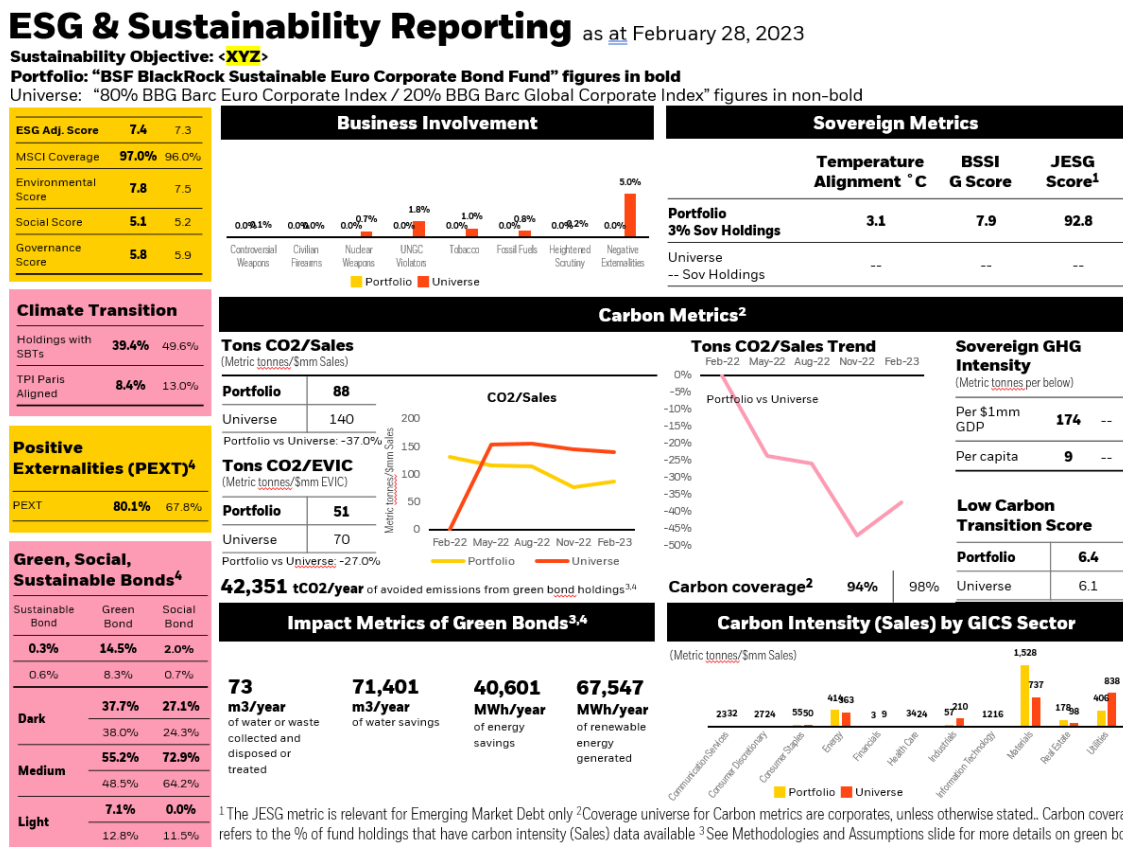 ESG & Sustainability Reporting as at February 28, 2023
Sustainability Objective: <XYZ>
Portfolio: “BSF BlackRock Sustainable Euro Corporate Bond Fund” figures in bold
Universe: “80% BBG Barc Euro Corporate Index / 20% BBG Barc Global Corporate Index” figures in non-bold
ESG Adj. Score 7.4 7.3
MSCI Coverage 97.0% 96.0%
Environmental
Score 7.8 7.5
Social Score 5.1 5.2
Governance
Score 5.8 5.9
Climate Transition
Holdings with
SBTs 39.4% 49.6%
TPI Paris
Aligned 8.4% 13.0%
Positive
Externalities (PEXT)4
PEXT 80.1% 67.8%
Green, Social,
Sustainable Bonds4
Sustainable Green Social
Bond Bond Bond
0.3% 14.5% 2.0%
0.6% 8.3% 0.7%
Dark 37.7% 27.1%
38.0% 24.3%
Medium 55.2% 72.9%
48.5% 64.2%
Light 7.1% 0.0%
12.8% 11.5%
Business Involvement
0.0% 0.1% 0.0% 0.0% 0.0% 0.7% 0.0% 1.8% 0.0% 1.0% 0.0% 0.8% 0.0% 0.2% 0.0% 5.0%
Controversial Civilian Nuclear UNGC Tobacco Fossil Fuels Heightened Negative
Weapons Firearms Weapons Violators Scrutiny Externalities
Portfolio Universe
Sovereign Metrics
Temperature BSSI JESG
Alignment ˚C G Score Score1
Portfolio
3% Sov Holdings 3.1 7.9 92.8
Universe
-- Sov Holdings -- -- --
Carbon Metrics2
Tons CO2/Sales
(Metric tonnes/$mm Sales)
Portfolio 88
Universe 140
Portfolio vs Universe: -37.0%
Tons CO2/EVIC
(Metric tonnes/$mm EVIC)
Portfolio 51
Universe 70
Portfolio vs Universe: -27.0%
CO2/Sales
Metric tonnes/$mm Sales
200
150
100
50
0
Feb-22 May-22 Aug-22 Nov-22 Feb-23
Portfolio Universe
42,351 tCO2/year of avoided emissions from green bond holdings3,4
Tons CO2/Sales Trend
Feb-22 May-22 Aug-22 Nov-22 Feb-23
0%
-5%
Portfolio vs Universe
-10%
-15%
-20%
-25%
-30%
-35%
-40%
-45%
-50%
Carbon coverage2 94% 98%
Sovereign GHG
Intensity
(Metric tonnes per below)
Per $1mm
GDP 174 --
Per capita 9 --
Low Carbon
Transition Score
Portfolio 6.4
Universe 6.1
Impact Metrics of Green Bonds3,4
73
m3/year
of water or waste
collected and
disposed or
treated
71,401
m3/year
of water savings
40,601
MWh/year
of energy
savings
67,547
MWh/year
of renewable
energy
generated
Carbon Intensity (Sales) by GICS Sector
(Metric tonnes/$mm Sales)
23 32 27 24 55 50 414 363 3 9 34 24 57 210 12 16 1,528 737 178 98 406 838
Communication Services
Consumer Discretionary
Consumer Staples
Energy
Financials
Health Care
Industrials
Information Technology
Materials
Real Estate
Utilities
Portfolio Universe
1 The JESG metric is relevant for Emerging Market Debt only 2Coverage universe for Carbon metrics are corporates, unless otherwise stated.. Carbon
refers to the % of fund holdings that have carbon intensity (Sales) data available 3 See Methodologies and Assumptions slide for more details on green